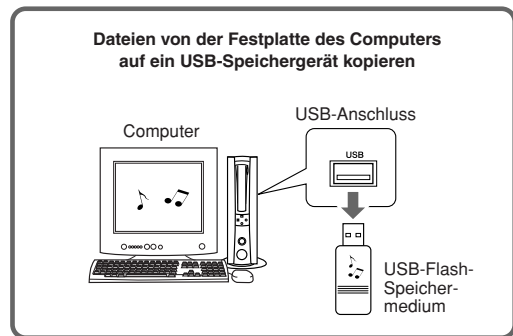 Dateien von der Festplatte des Computers
auf ein USB-Speichergerät kopieren
USB-Anschluss
Computer
USB
USB-Flash-
Speicher-
medium